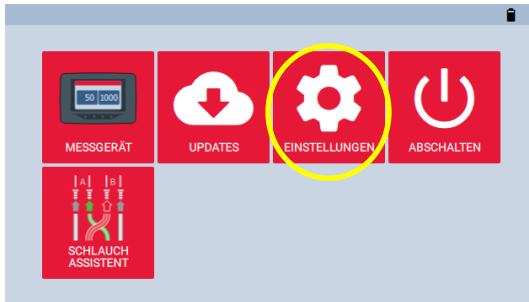 50 1000
MESSGERÄT
UPDATES
EINSTELLUNGEN
ABSCHALTEN
A B
SCHLAUCH
ASSISTENT